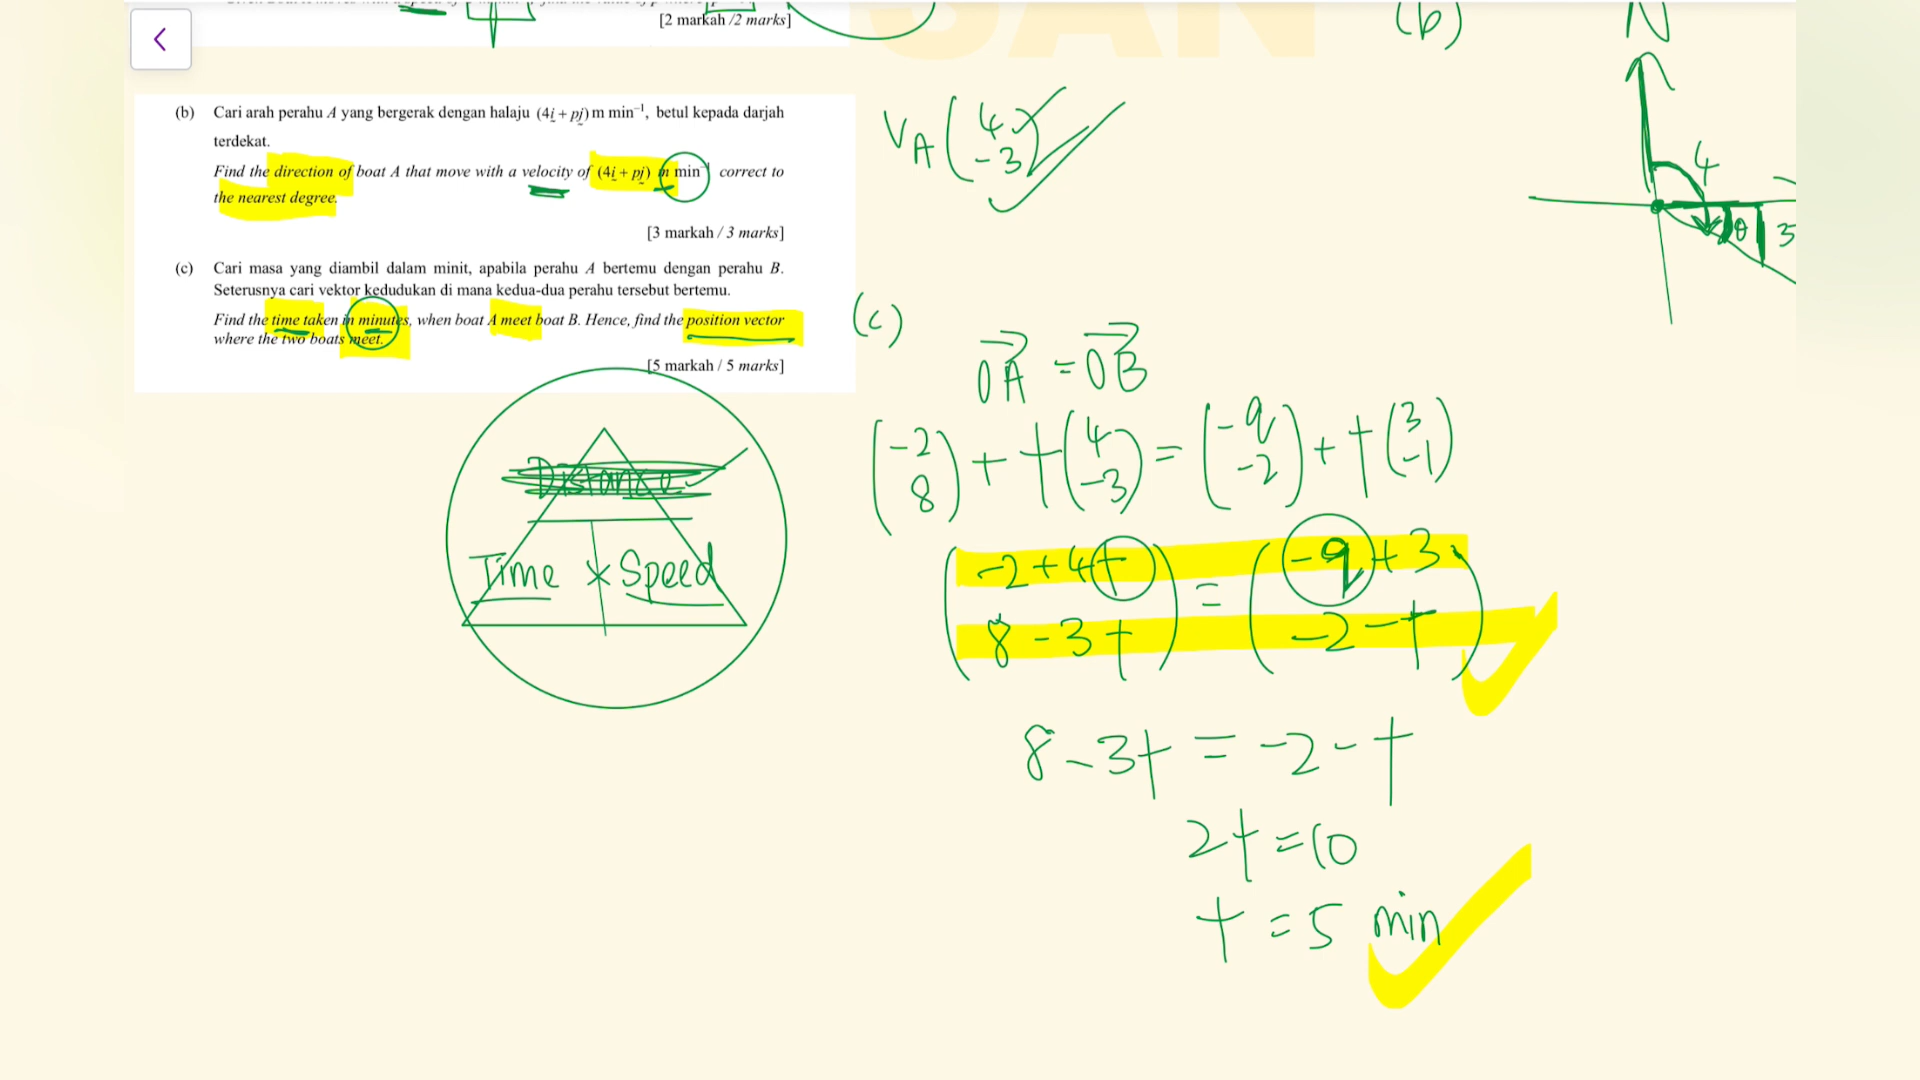 [2 markah /2 marks]
(b)
N
(b) Cari arah perahu A yang bergerak dengan halaju (4i + pj) m min⁻¹, betul kepada darjah
terdekat.
Find the direction of boat A that move with a velocity of (4i + pj) m min⁻¹ correct to
the nearest degree.
[3 markah / 3 marks]
(c) Cari masa yang diambil dalam minit, apabila perahu A bertemu dengan perahu B.
Seterusnya cari vektor kedudukan di mana kedua-dua perahu tersebut bertemu.
Find the time taken in minutes, when boat A meet boat B. Hence, find the position vector
where the two boats meet.
[5 markah / 5 marks]
Distance
Time × Speed
V_A (4 -3)
4
θ 3
(c)
OA = OB
(-2 8) + t(4 -3) = (-q -2) + t(3 -1)
(-2+4t 8-3t) = (-q+3 -2-t)
8-3t = -2-t
2t = 10
t = 5 min